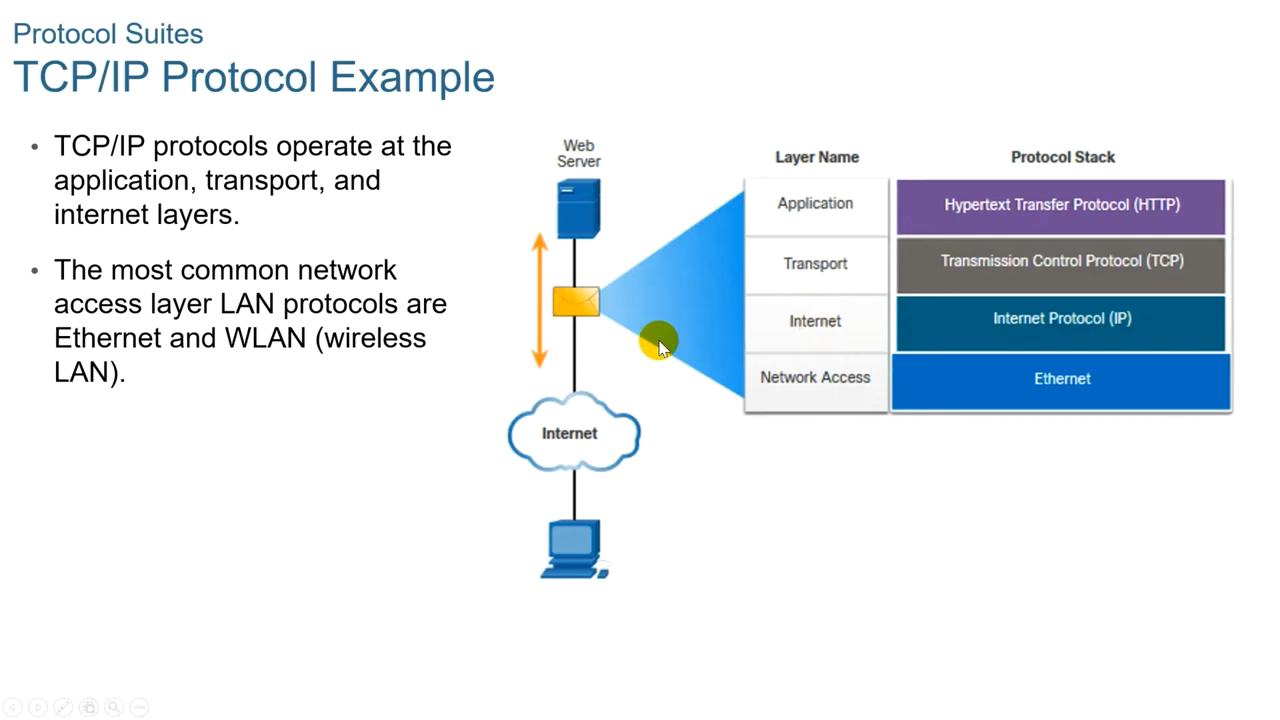 Protocol Suites
TCP/IP Protocol Example
• TCP/IP protocols operate at the
application, transport, and
internet layers.
• The most common network
access layer LAN protocols are
Ethernet and WLAN (wireless
LAN).
Web
Server
Internet
Layer Name
Protocol Stack
Application
Hypertext Transfer Protocol (HTTP)
Transport
Transmission Control Protocol (TCP)
Internet
Internet Protocol (IP)
Network Access
Ethernet